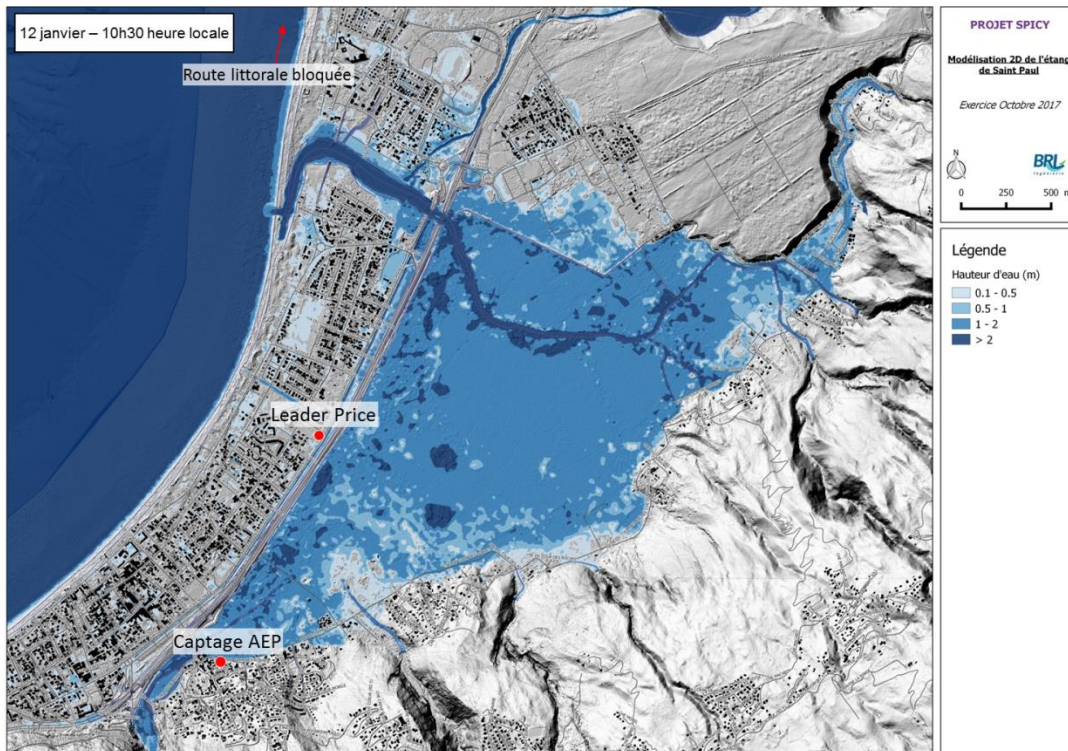 12 janvier – 10h30 heure locale
Route littorale bloquée
Leader Price
Captage AEP
PROJET SPICY
Modélisation 2D de l'étang
de Saint Paul
Exercice Octobre 2017
N
BRL
Ingénierie
0 250 500 m
Légende
Hauteur d'eau (m)
0.1 - 0.5
0.5 - 1
1 - 2
> 2